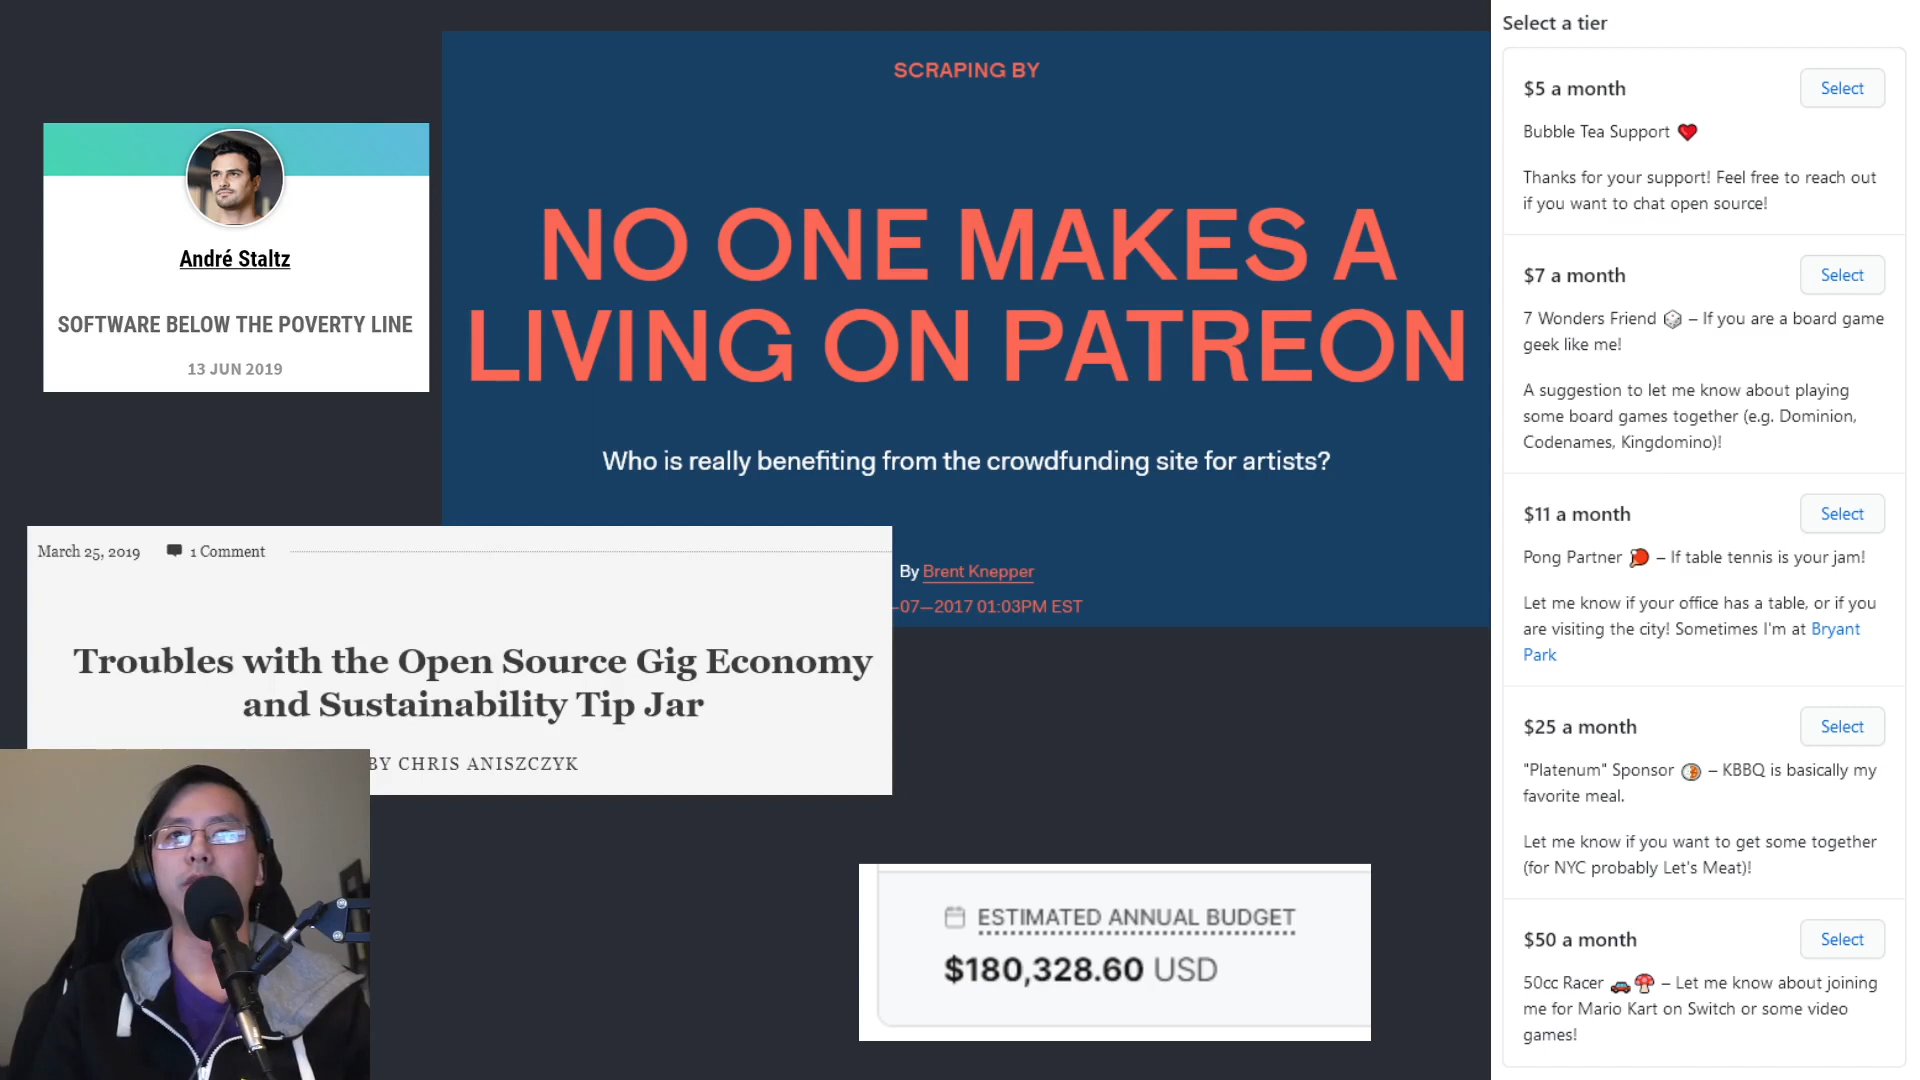 André Staltz
SOFTWARE BELOW THE POVERTY LINE
13 JUN 2019
SCRAPING BY
NO ONE MAKES A
LIVING ON PATREON
Who is really benefiting from the crowdfunding site for artists?
By Brent Knepper
-07—2017 01:03PM EST
March 25, 2019 1 Comment
Troubles with the Open Source Gig Economy
and Sustainability Tip Jar
BY CHRIS ANISZCZYK
ESTIMATED ANNUAL BUDGET
$180,328.60 USD
Select a tier
$5 a month Select
Bubble Tea Support ❤️
Thanks for your support! Feel free to reach out
if you want to chat open source!
$7 a month Select
7 Wonders Friend 🎲 – If you are a board game
geek like me!
A suggestion to let me know about playing
some board games together (e.g. Dominion,
Codenames, Kingdomino)!
$11 a month Select
Pong Partner 🏓 – If table tennis is your jam!
Let me know if your office has a table, or if you
are visiting the city! Sometimes I'm at Bryant
Park
$25 a month Select
"Platenum" Sponsor 🥘 – KBBQ is basically my
favorite meal.
Let me know if you want to get some together
(for NYC probably Let's Meat)!
$50 a month Select
50cc Racer 🚗🍄 – Let me know about joining
me for Mario Kart on Switch or some video
games!